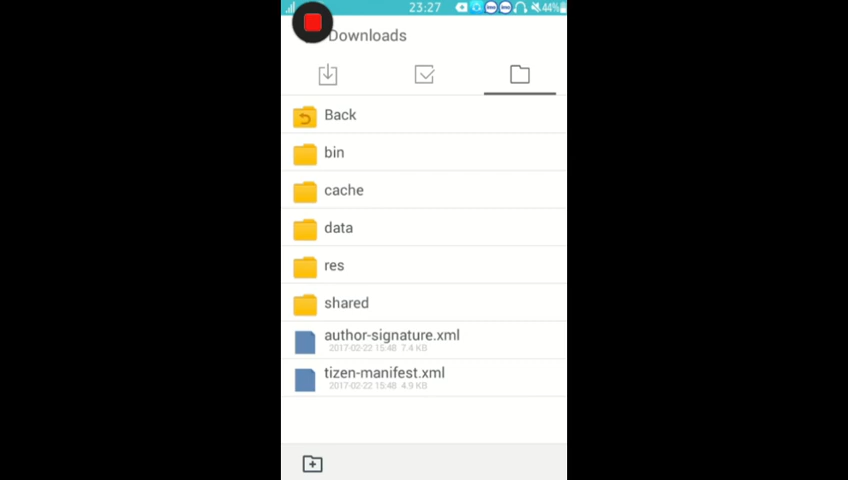 23:27
44%
Downloads
Back
bin
cache
data
res
shared
author-signature.xml
2017-02-22 15:48 7.4 KB
tizen-manifest.xml
2017-02-22 15:48 4.9 KB